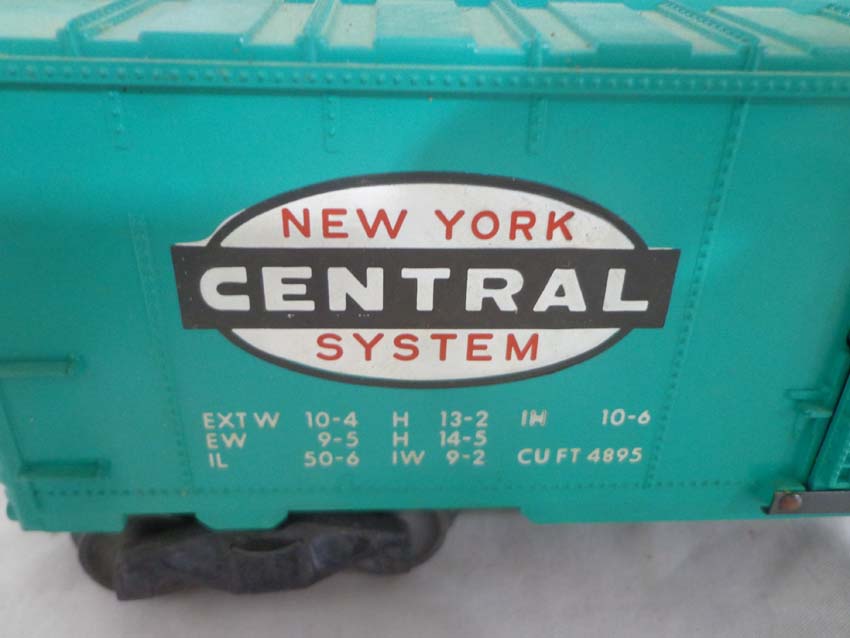 NEW YORK
CENTRAL
SYSTEM
EXT W 10-4 H 13-2 IH 10-6
EW 9-5 H 14-5
IL 50-6 IW 9-2 CU FT 4895